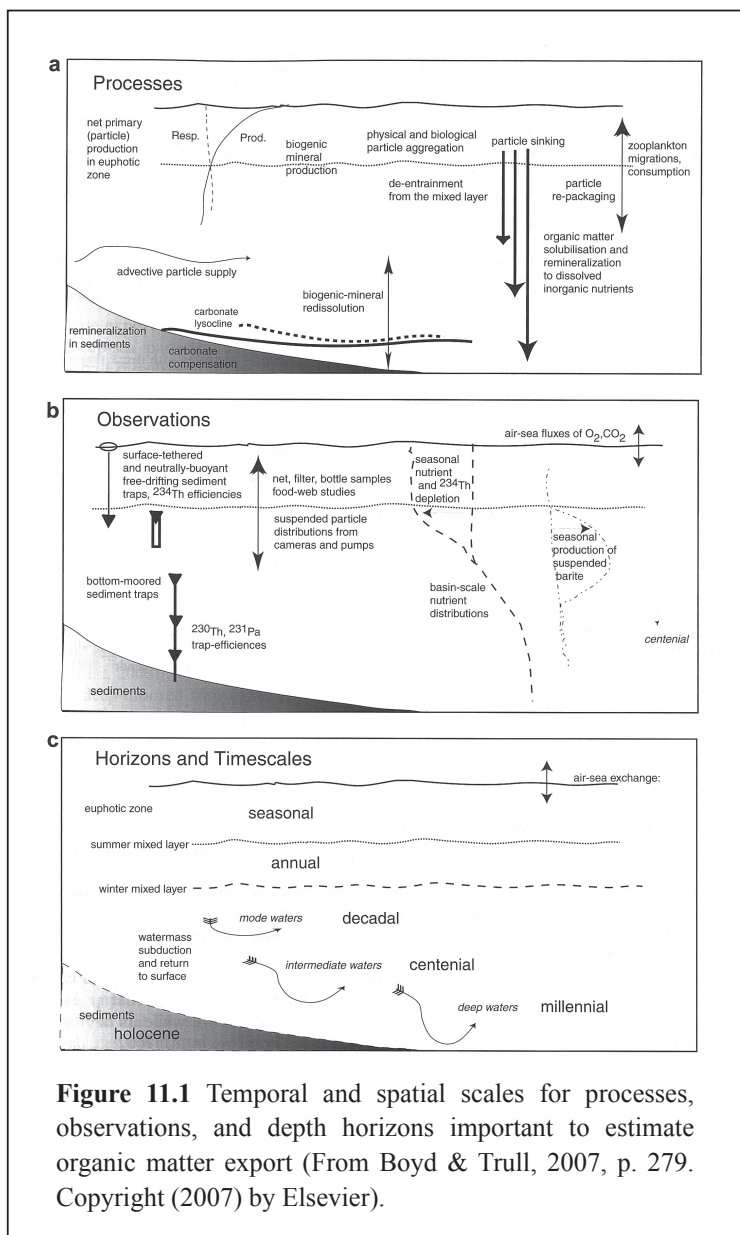 a
Processes
net primary
(particle)
production
in euphotic
zone
Resp.
Prod.
biogenic
mineral
production
physical and biological
particle aggregation
particle sinking
zooplankton
migrations,
consumption
de-entrainment
from the mixed layer
particle
re-packaging
organic matter
solubilisation and
remineralization
to dissolved
inorganic nutrients
advective particle supply
biogenic-mineral
redissolution
carbonate
lysocline
remineralization
in sediments
carbonate
compensation
b
Observations
air-sea fluxes of O2,CO2
surface-tethered
and neutrally-buoyant
free-drifting sediment
traps, 234Th efficiencies
net, filter, bottle samples
food-web studies
seasonal
nutrient
and 234Th
depletion
suspended particle
distributions from
cameras and pumps
seasonal
production of
suspended
barite
bottom-moored
sediment traps
basin-scale
nutrient
distributions
230Th, 231Pa
trap-efficiences
centenial
sediments
c
Horizons and Timescales
air-sea exchange:
euphotic zone
seasonal
summer mixed layer
annual
winter mixed layer
mode waters
decadal
watermass
subduction
and return
to surface
intermediate waters
centenial
deep waters
millennial
sediments
holocene
Figure 11.1 Temporal and spatial scales for processes,
observations, and depth horizons important to estimate
organic matter export (From Boyd & Trull, 2007, p. 279.
Copyright (2007) by Elsevier).